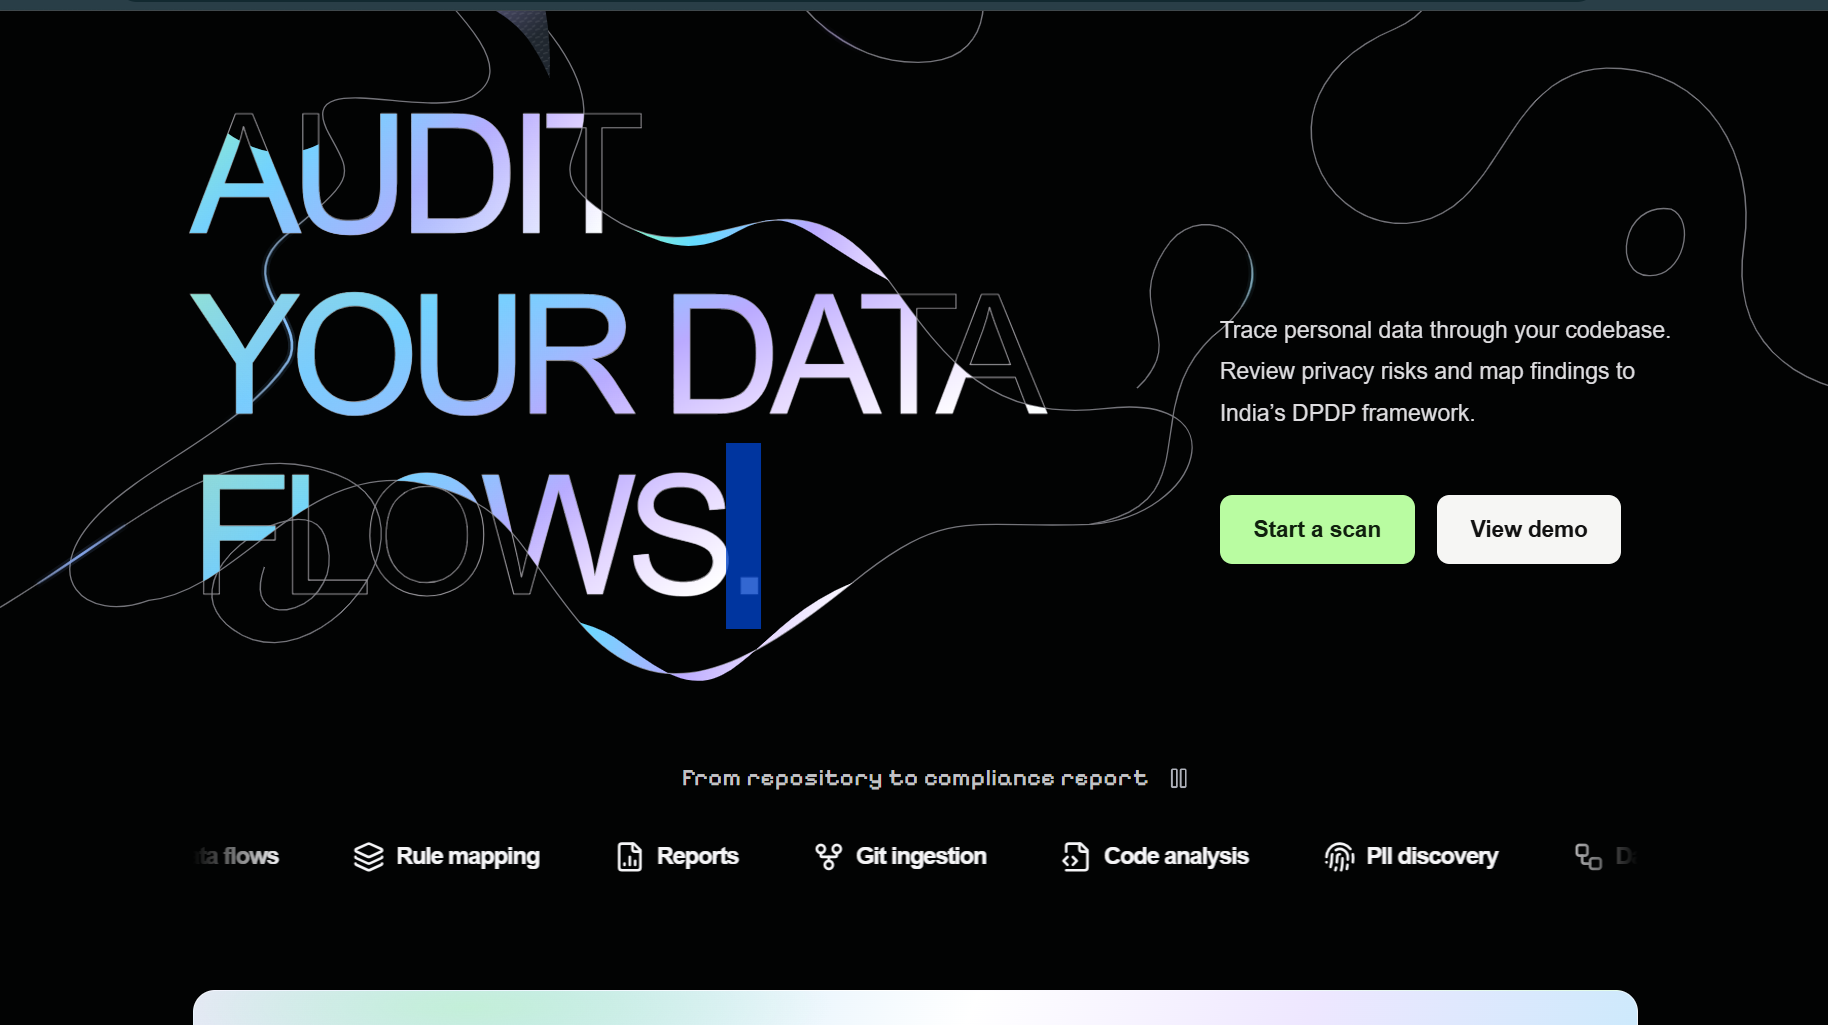 AUDIT
YOUR DATA
FLOWS.
Trace personal data through your codebase.
Review privacy risks and map findings to
India’s DPDP framework.
Start a scan
View demo
From repository to compliance report
flows
Rule mapping
Reports
Git ingestion
Code analysis
PII discovery